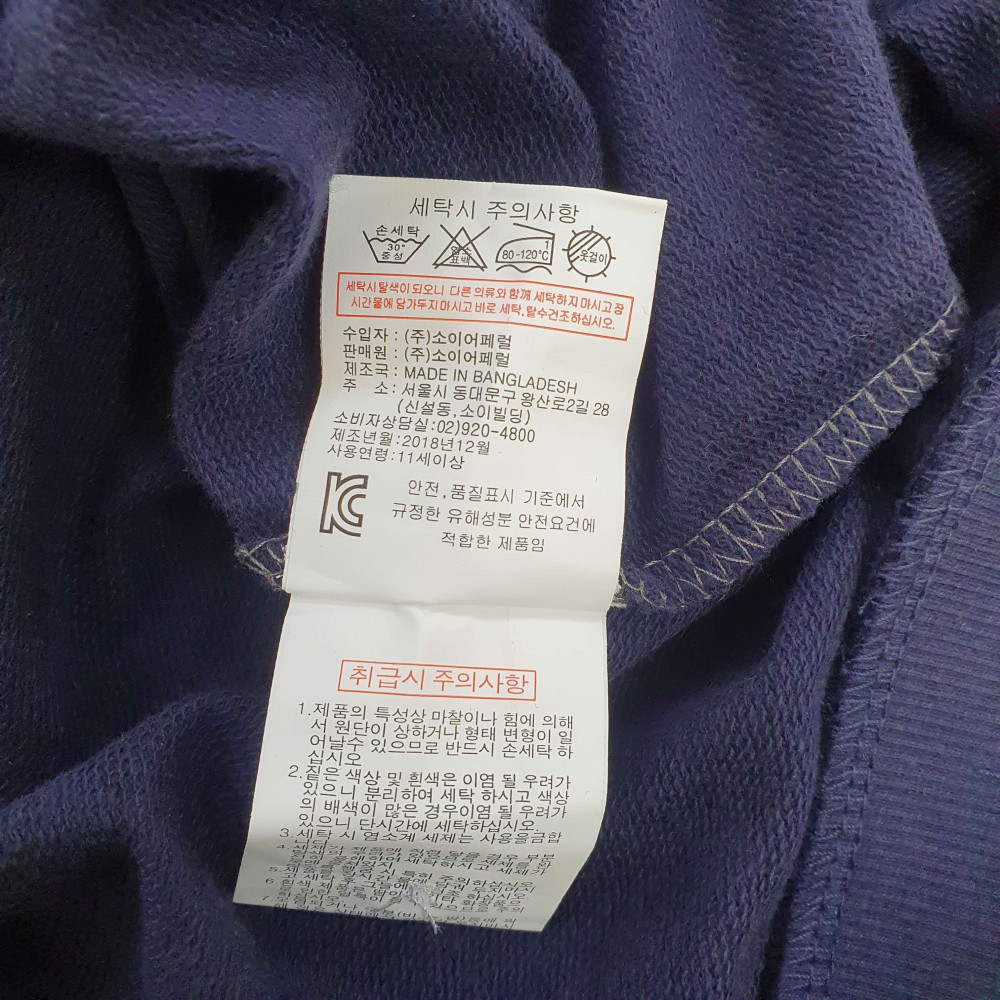 세탁시 주의사항
손세탁
30°
중성
염소
표백
1
80-120℃
옷걸이
세탁시 탈색이 되오니 다른 의류와 함께 세탁하지 마시고 장
시간물에 담가두지 마시고 바로 세탁,탈수건조하십시오.
수입자 : (주)소이어페럴
판매원 : (주)소이어페럴
제조국 : MADE IN BANGLADESH
주 소 : 서울시 동대문구 왕산로2길 28
(신설동,소이빌딩)
소비자상담실:02)920-4800
제조년월:2018년12월
사용연령:11세이상
안전,품질표시 기준에서
규정한 유해성분 안전요건에
적합한 제품임
취급시 주의사항
1.제품의 특성상 마찰이나 힘에 의해
서 원단이 상하거나 형태 변형이 일
어날수 있으므로 반드시 손세탁 하
십시오
2.짙은 색상 및 흰색은 이염 될 우려가
있으니 분리하여 세탁 하시고 색상
의 배색이 많은 경우이염 될 우려가
있으니 단시간에 세탁하십시오.
3.세탁 시 염소계 세제는 사용을금합
니다